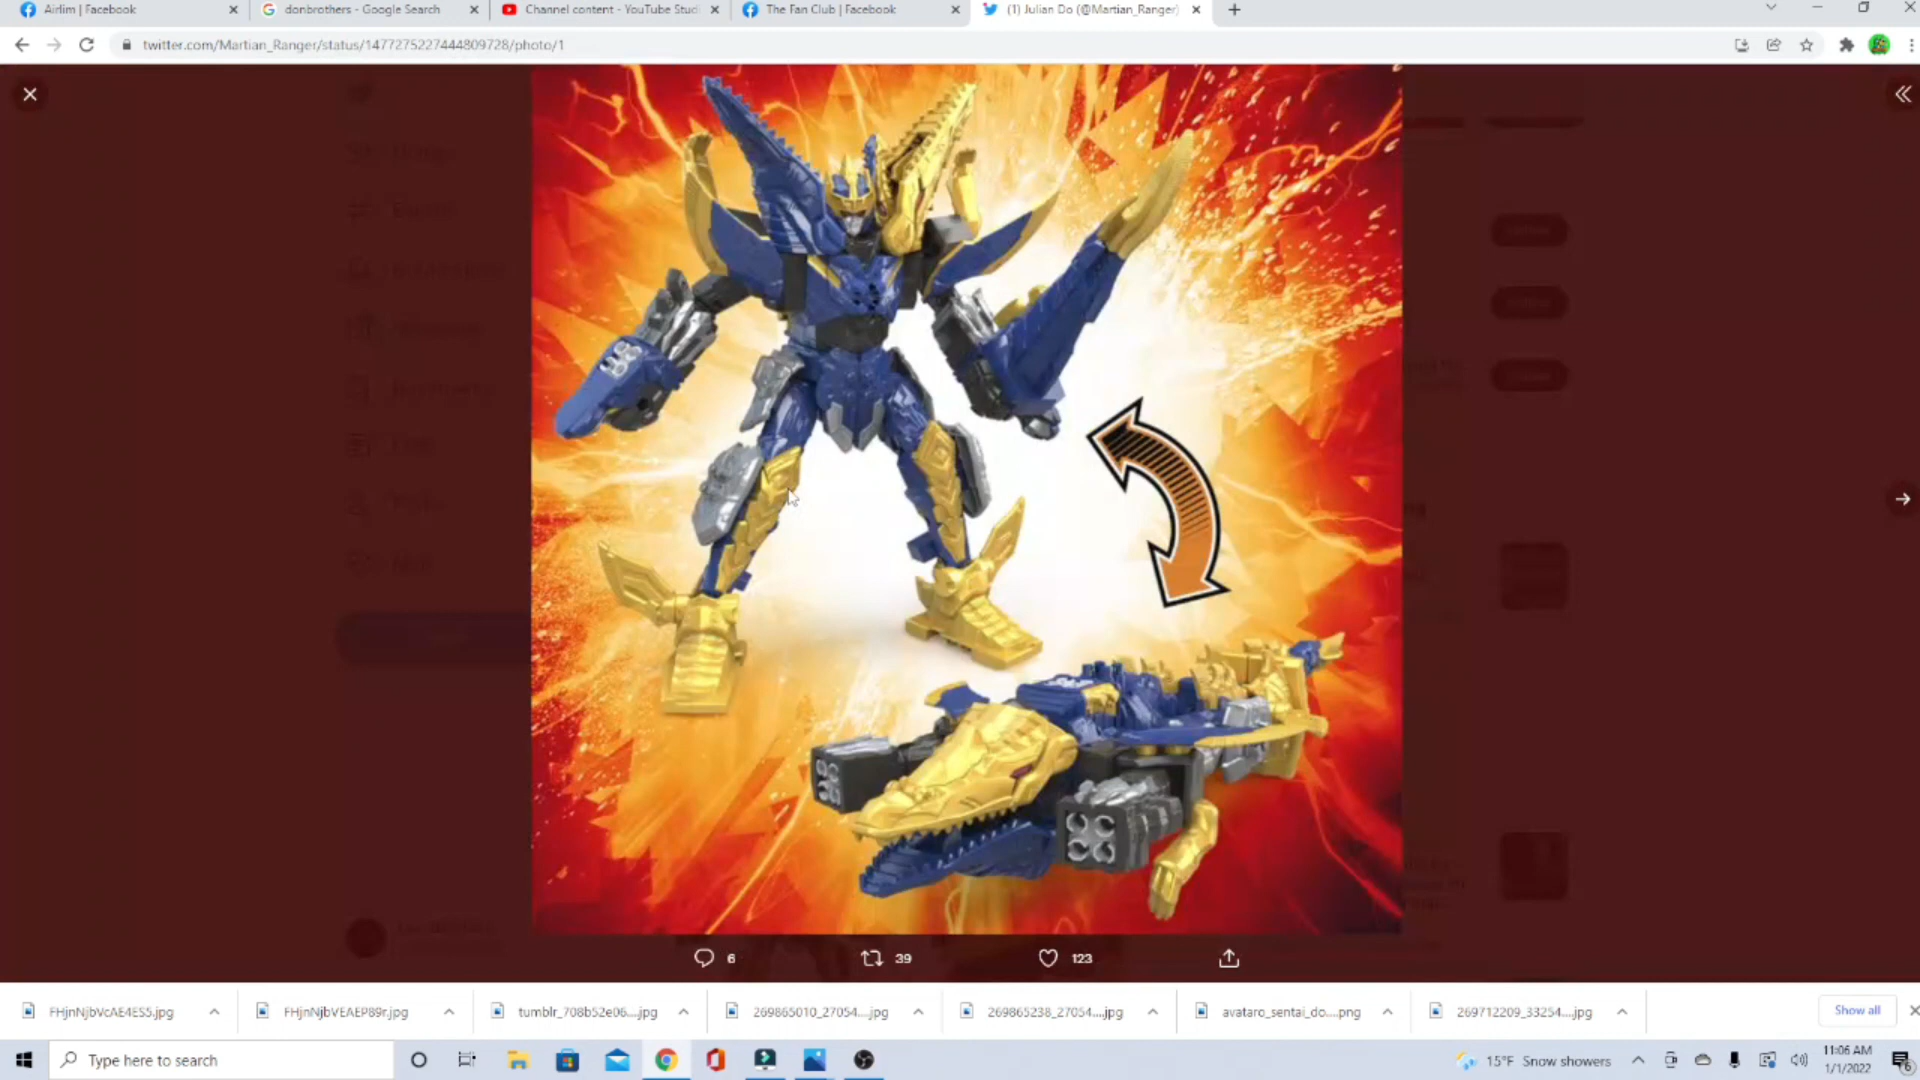 Airlim | Facebook
donbrothers - Google Search
Channel content - YouTube Stud
The Fan Club | Facebook
(1) Julian Do (@Martian_Ranger)
twitter.com/Martian_Ranger/status/1477275227444809728/photo/1
6
39
123
FHjnNjbVcAE4ES5.jpg
FHjnNjbVEAEP89r.jpg
tumblr_708b52e06....jpg
269865010_27054....jpg
269865238_27054....jpg
avataro_sentai_do....png
269712209_33254....jpg
Show all
Type here to search
15°F Snow showers
11:06 AM
1/1/2022
6